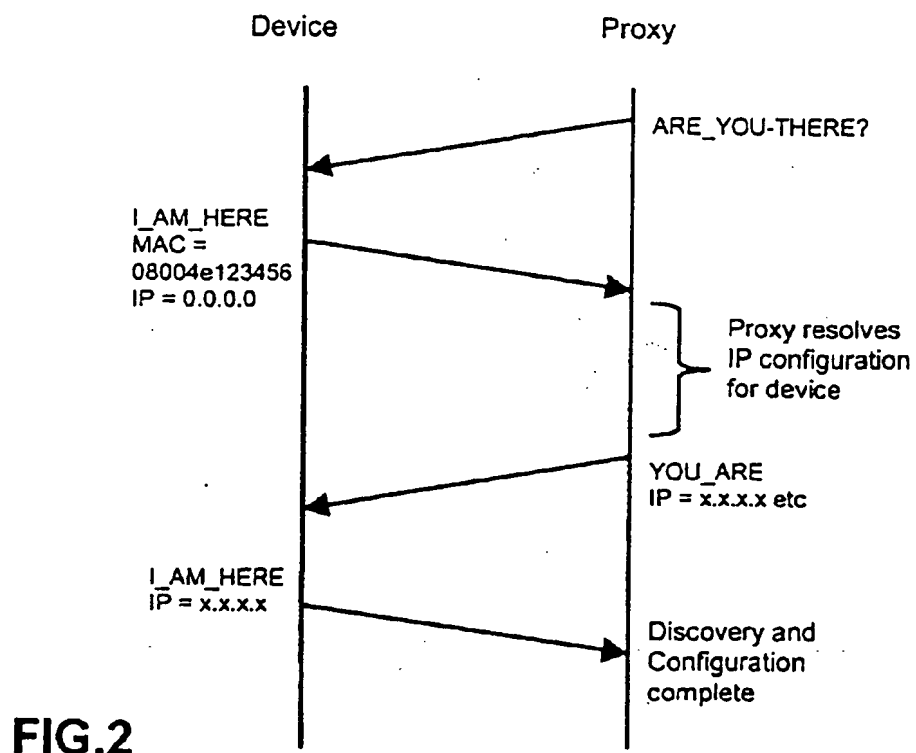 Device
Proxy
ARE_YOU-THERE?
I_AM_HERE
MAC =
08004e123456
IP = 0.0.0.0
Proxy resolves
IP configuration
for device
YOU_ARE
IP = x.x.x.x etc
I_AM_HERE
IP = x.x.x.x
Discovery and
Configuration
complete
FIG.2